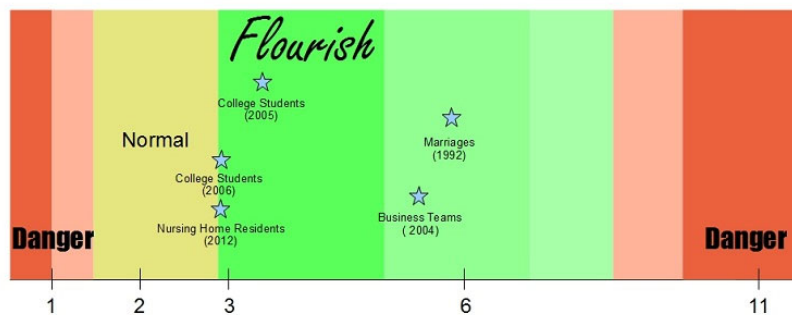 Flourish
College Students
(2005)
Normal
Marriages
(1992)
College Students
(2006)
Business Teams
( 2004)
Nursing Home Residents
(2012)
Danger
Danger
1
2
3
6
11